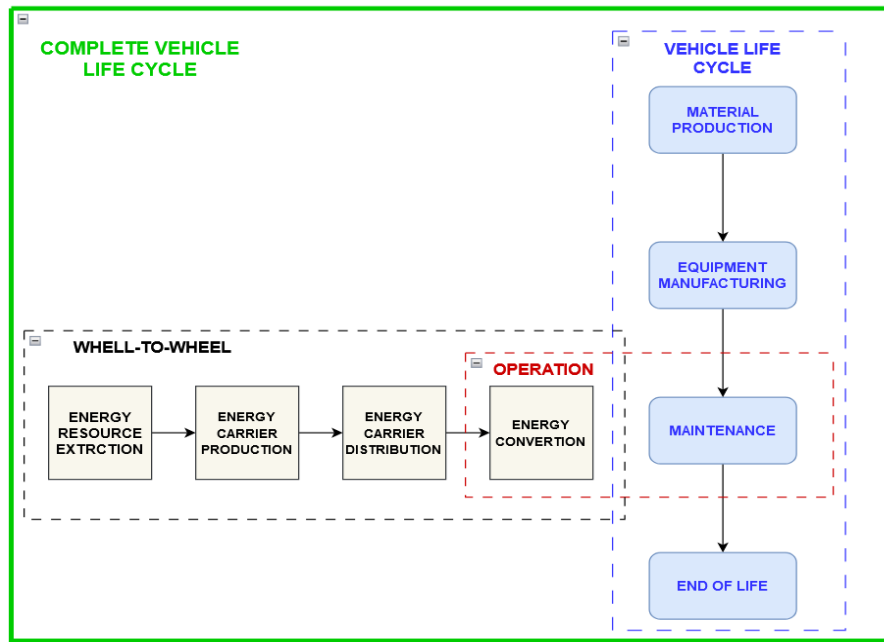 COMPLETE VEHICLE
LIFE CYCLE
VEHICLE LIFE
CYCLE
MATERIAL
PRODUCTION
EQUIPMENT
MANUFACTURING
WHELL-TO-WHEEL
OPERATION
ENERGY
RESOURCE
EXTRCTION
ENERGY
CARRIER
PRODUCTION
ENERGY
CARRIER
DISTRIBUTION
ENERGY
CONVERTION
MAINTENANCE
END OF LIFE